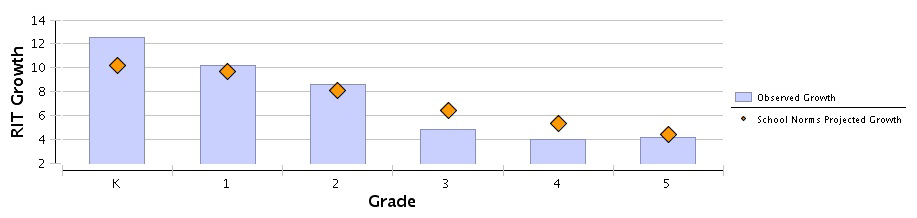 14
12
10
8
6
4
2
RIT Growth
K 1 2 3 4 5
Grade
Observed Growth
School Norms Projected Growth